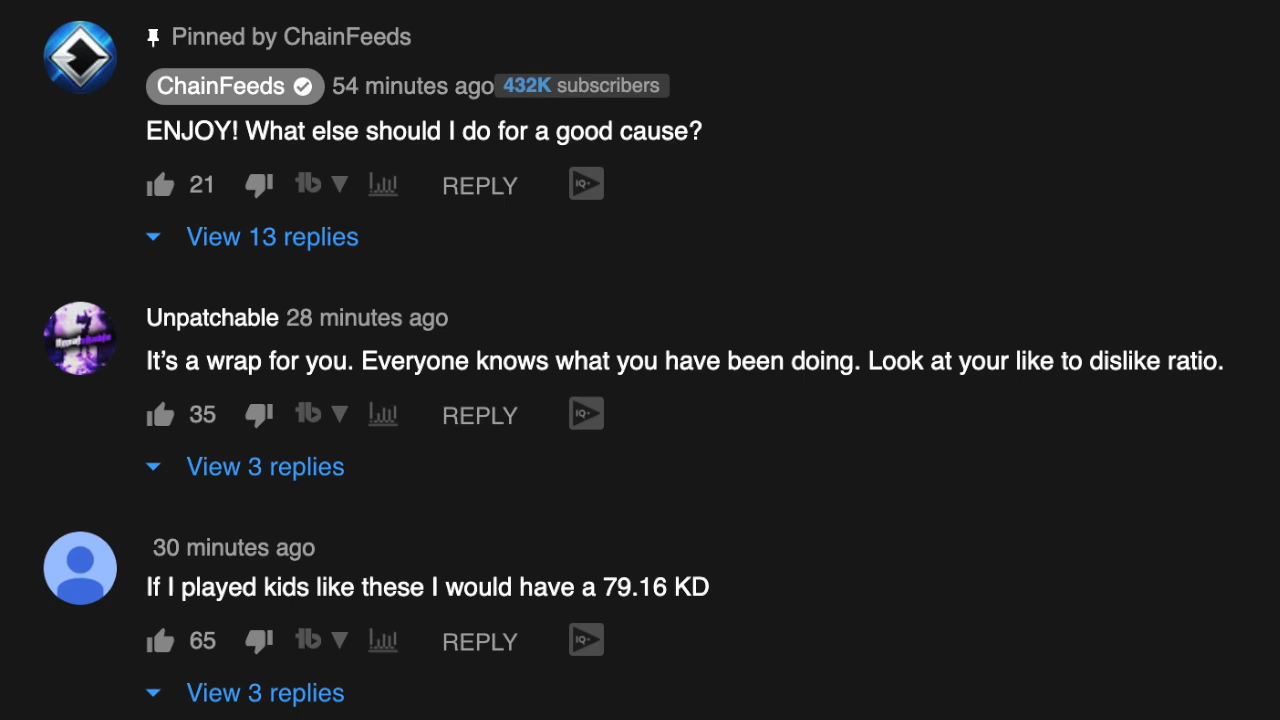 Pinned by ChainFeeds
ChainFeeds 54 minutes ago 432K subscribers
ENJOY! What else should I do for a good cause?
21 REPLY IQ+
View 13 replies
Unpatchable 28 minutes ago
It’s a wrap for you. Everyone knows what you have been doing. Look at your like to dislike ratio.
35 REPLY IQ+
View 3 replies
30 minutes ago
If I played kids like these I would have a 79.16 KD
65 REPLY IQ+
View 3 replies